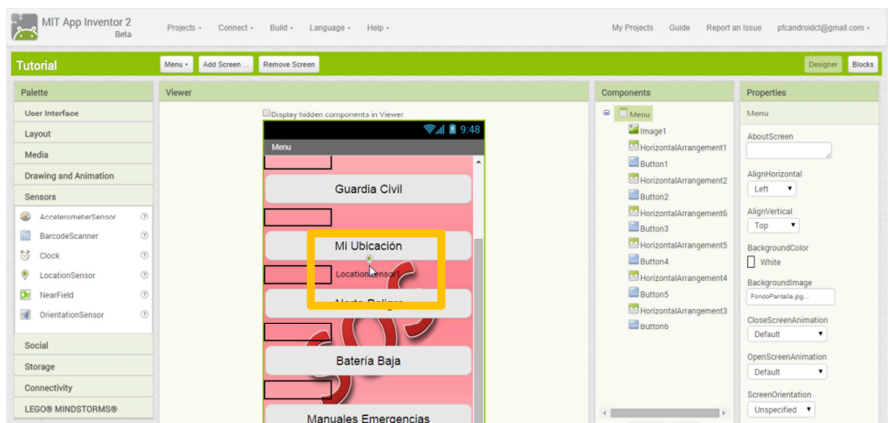 MIT App Inventor 2
Beta
Projects
Connect
Build
Language
Help
My Projects
Guide
Report an Issue
pfcandroidct@gmail.com
Tutorial
Menu
Add Screen ...
Remove Screen
Designer
Blocks
Palette
User Interface
Layout
Media
Drawing and Animation
Sensors
AccelerometerSensor
BarcodeScanner
Clock
LocationSensor
NearField
OrientationSensor
Social
Storage
Connectivity
LEGO® MINDSTORMS®
Viewer
Display hidden components in Viewer
9:48
Menu
Guardia Civil
Mi Ubicación
LocationSensor1
SOS
Batería Baja
Manuales Emergencias
Components
Menu
Image1
HorizontalArrangement1
Button1
HorizontalArrangement2
Button2
HorizontalArrangement6
Button3
HorizontalArrangement5
Button4
HorizontalArrangement4
Button5
HorizontalArrangement3
Button6
Properties
Menu
AboutScreen
AlignHorizontal
Left
AlignVertical
Top
BackgroundColor
White
BackgroundImage
FondoPantalla.jpg...
CloseScreenAnimation
Default
OpenScreenAnimation
Default
ScreenOrientation
Unspecified